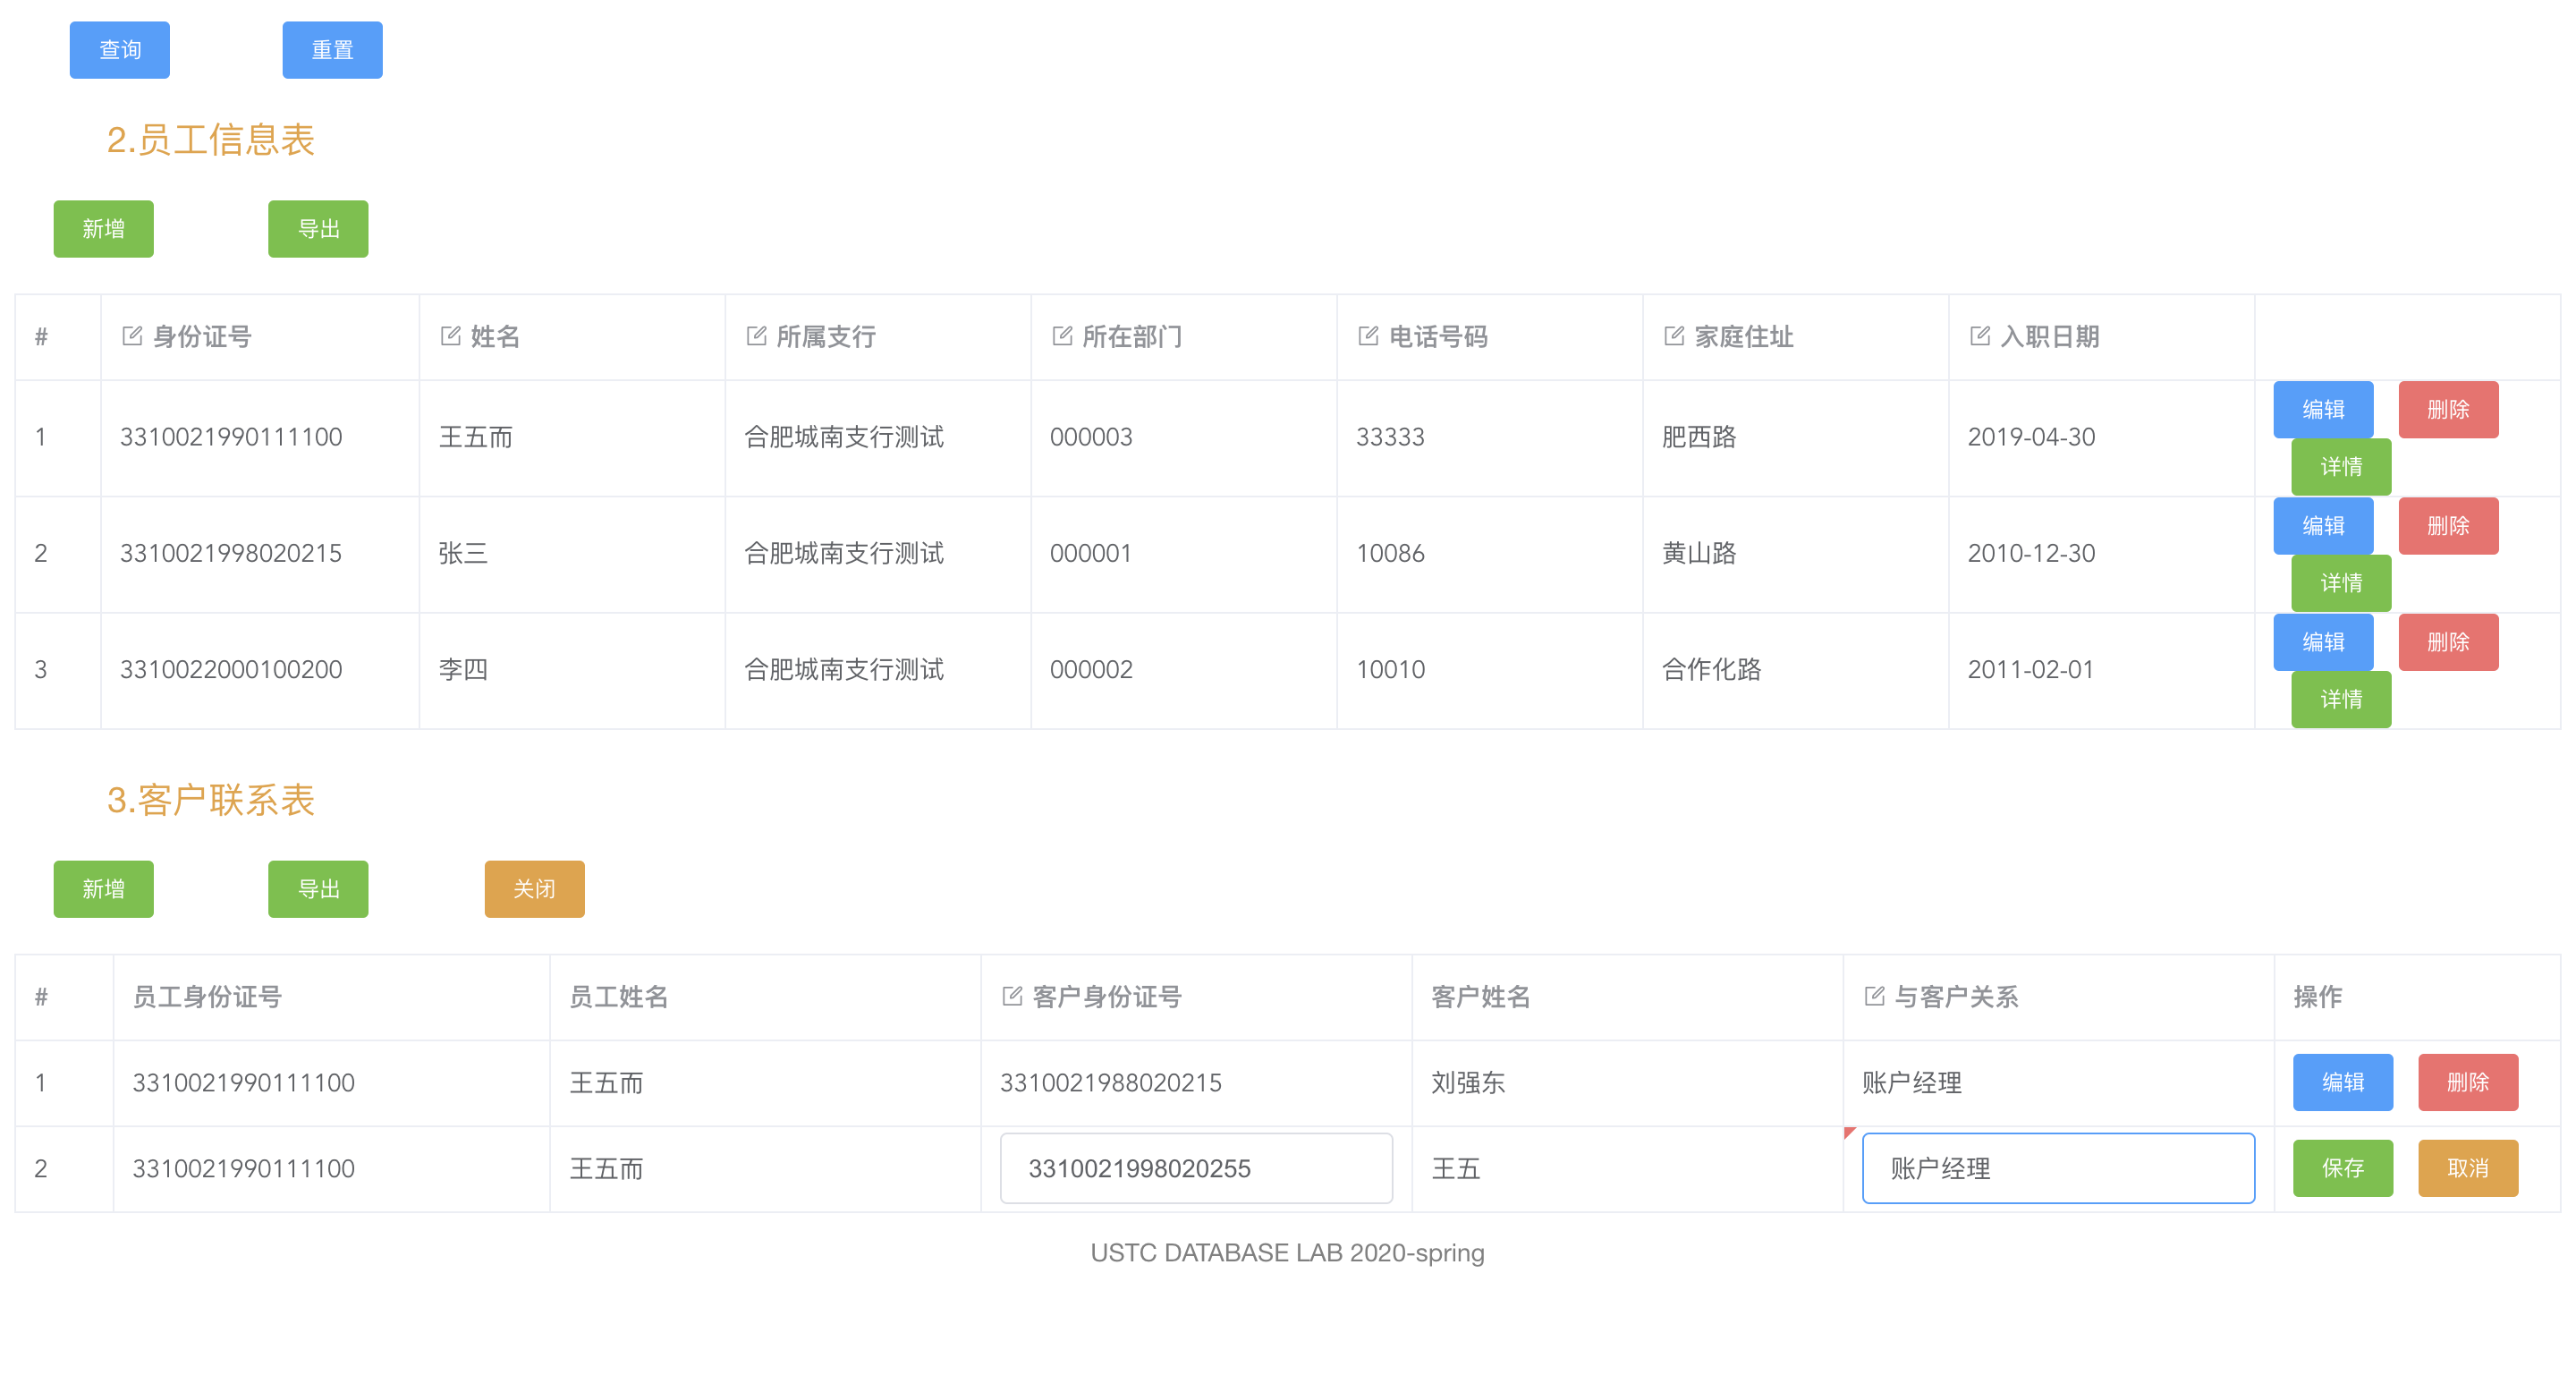 查询 重置
2.员工信息表
新增 导出
# 身份证号 姓名 所属支行 所在部门 电话号码 家庭住址 入职日期
1 3310021990111100 王五而 合肥城南支行测试 000003 33333 肥西路 2019-04-30 编辑 删除
详情
2 3310021998020215 张三 合肥城南支行测试 000001 10086 黄山路 2010-12-30 编辑 删除
详情
3 3310022000100200 李四 合肥城南支行测试 000002 10010 合作化路 2011-02-01 编辑 删除
详情
3.客户联系表
新增 导出 关闭
# 员工身份证号 员工姓名 客户身份证号 客户姓名 与客户关系 操作
1 3310021990111100 王五而 3310021988020215 刘强东 账户经理 编辑 删除
2 3310021990111100 王五而 3310021998020255 王五 账户经理 保存 取消
USTC DATABASE LAB 2020-spring